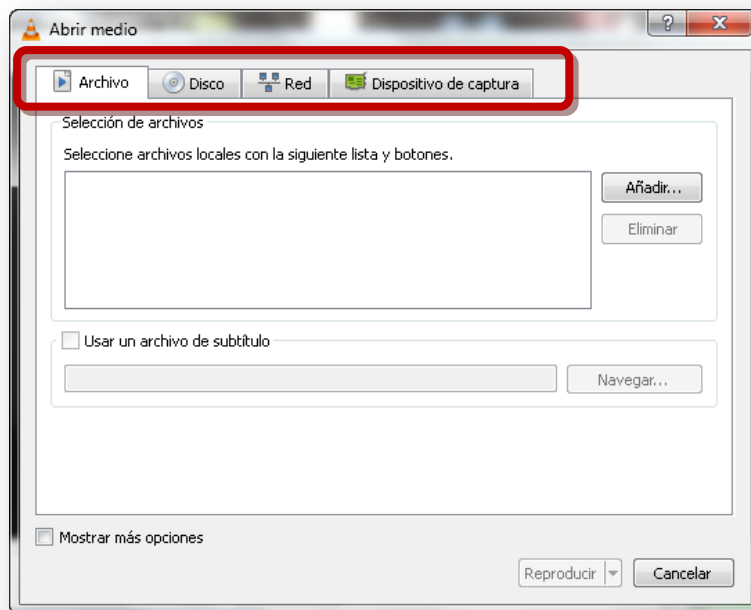 Abrir medio
Archivo Disco Red Dispositivo de captura
Selección de archivos
Seleccione archivos locales con la siguiente lista y botones.
Añadir...
Eliminar
Usar un archivo de subtítulo
Navegar...
Mostrar más opciones
Reproducir Cancelar